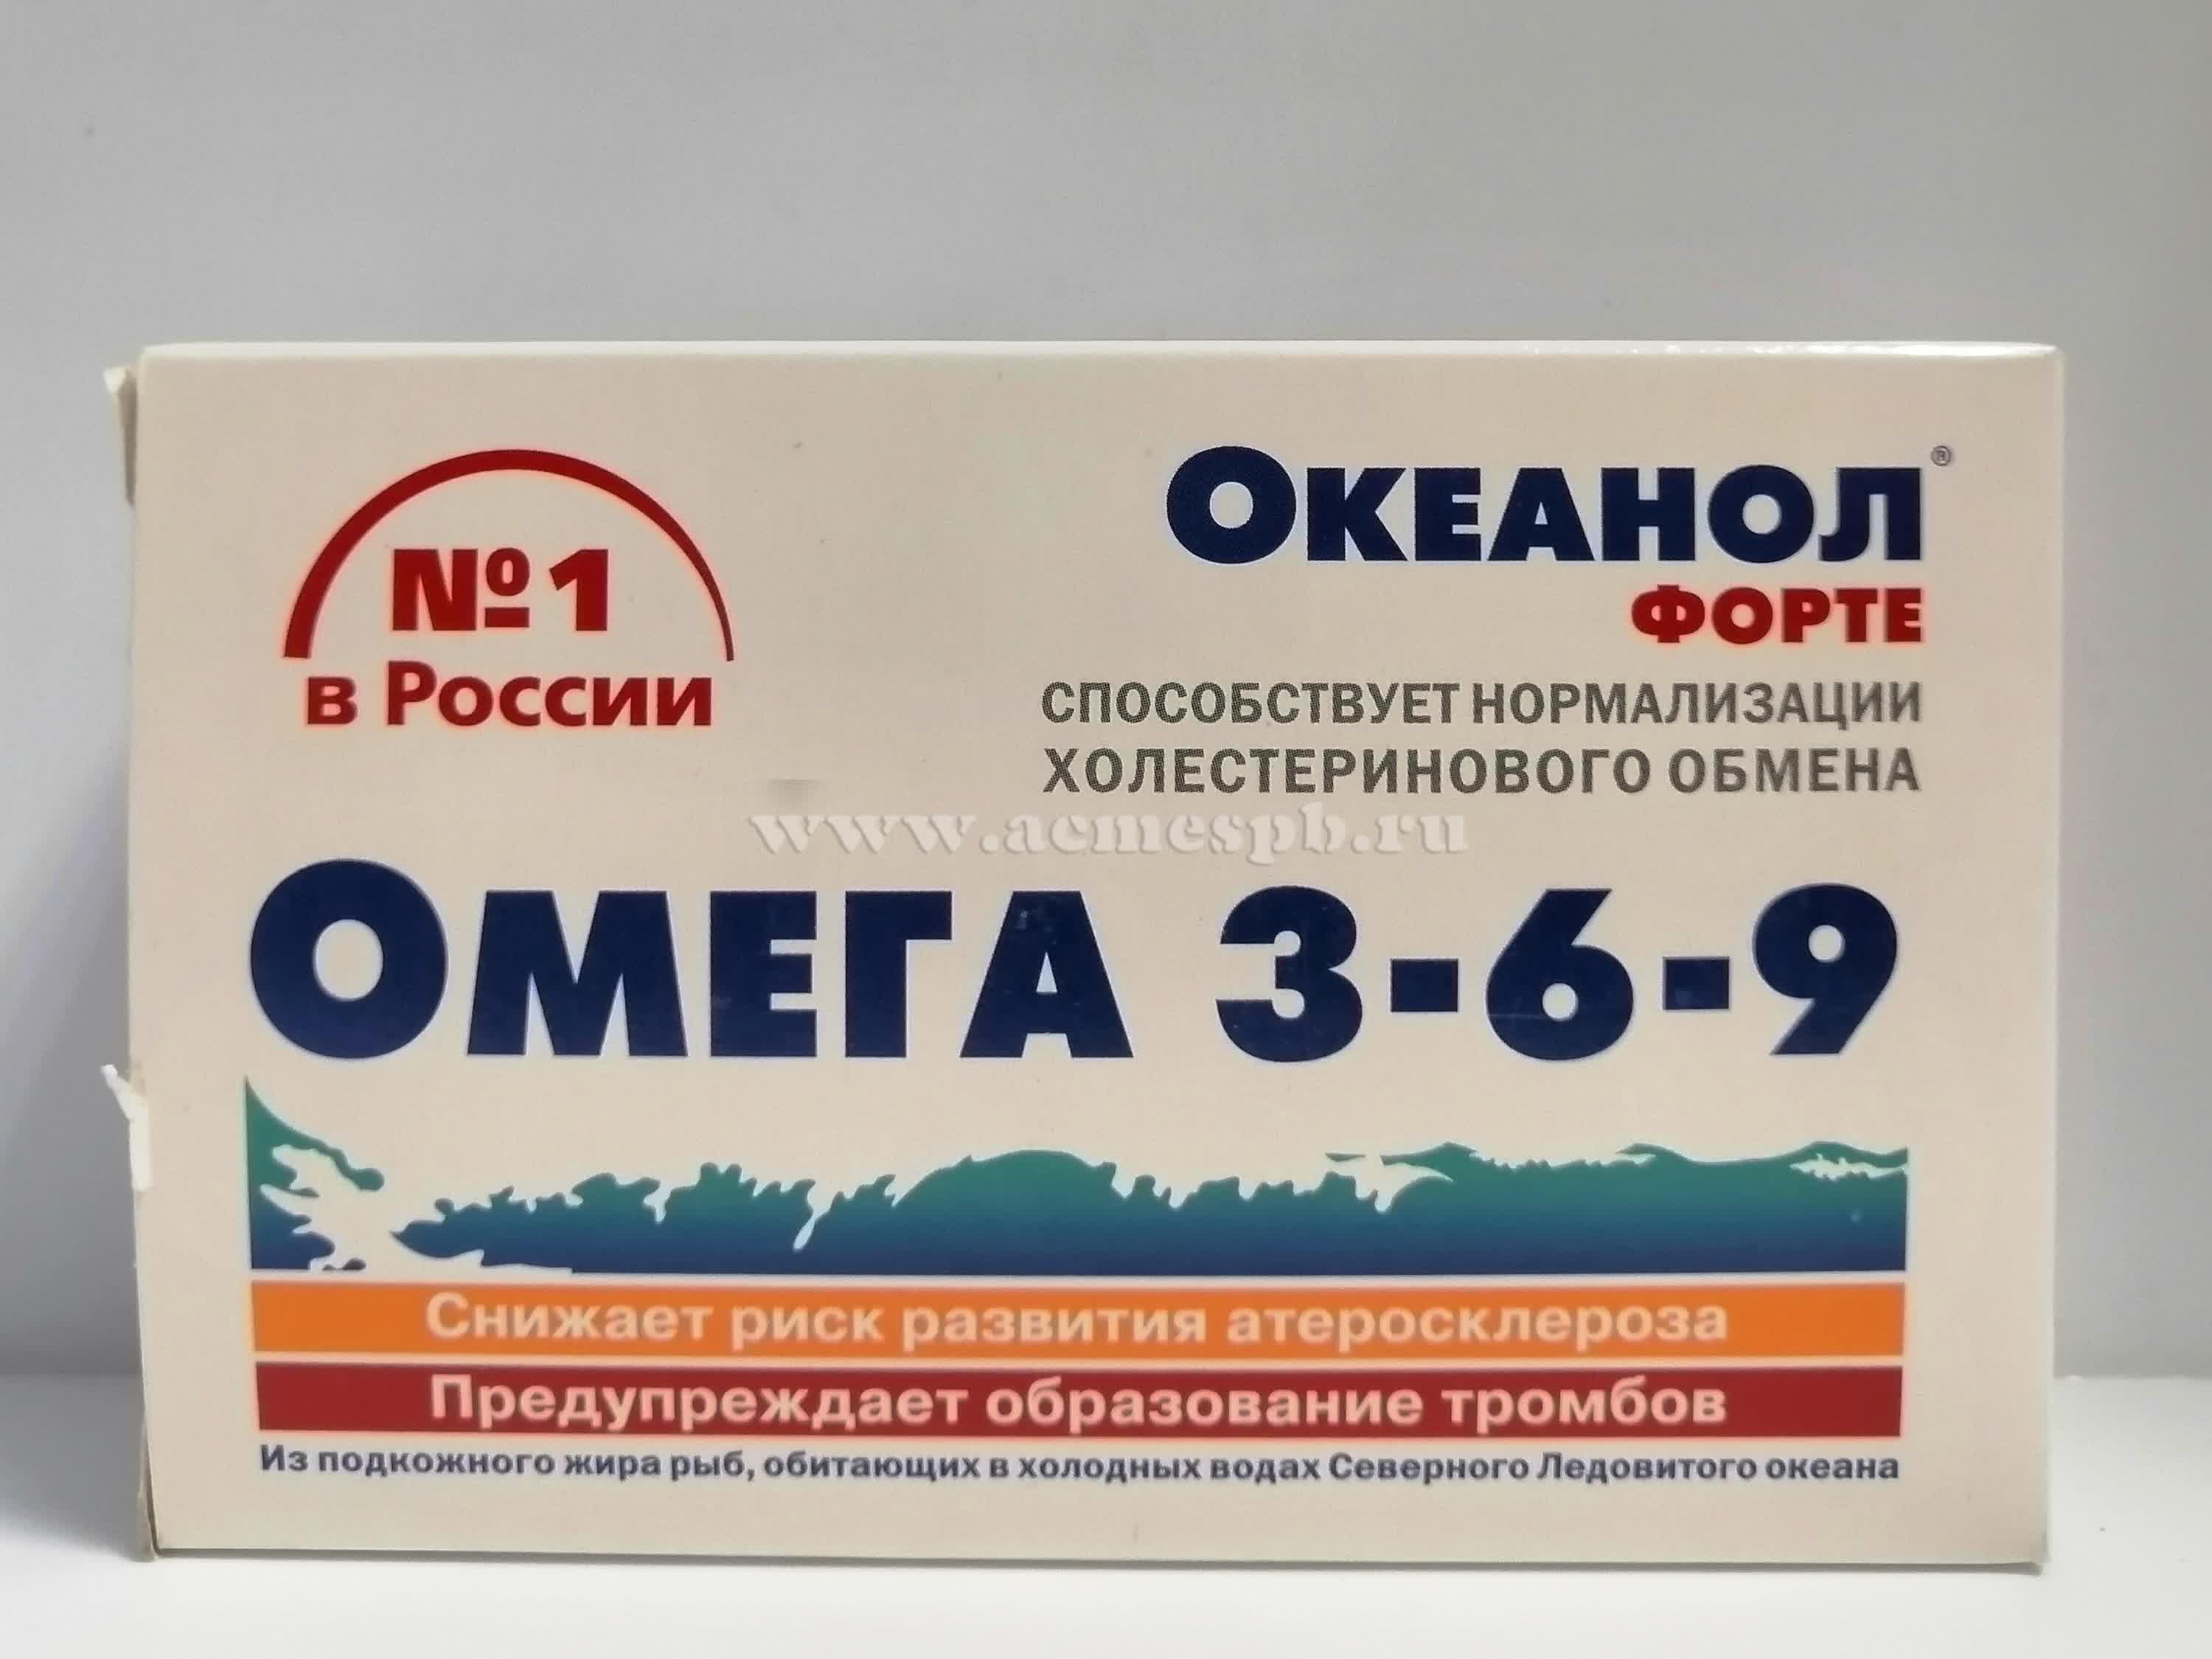 №1
в России
Океанол®
ФОРТЕ
СПОСОБСТВУЕТ НОРМАЛИЗАЦИИ
ХОЛЕСТЕРИНОВОГО ОБМЕНА
www.acmespb.ru
Омега 3-6-9
Снижает риск развития атеросклероза
Предупреждает образование тромбов
Из подкожного жира рыб, обитающих в холодных водах Северного Ледовитого океана